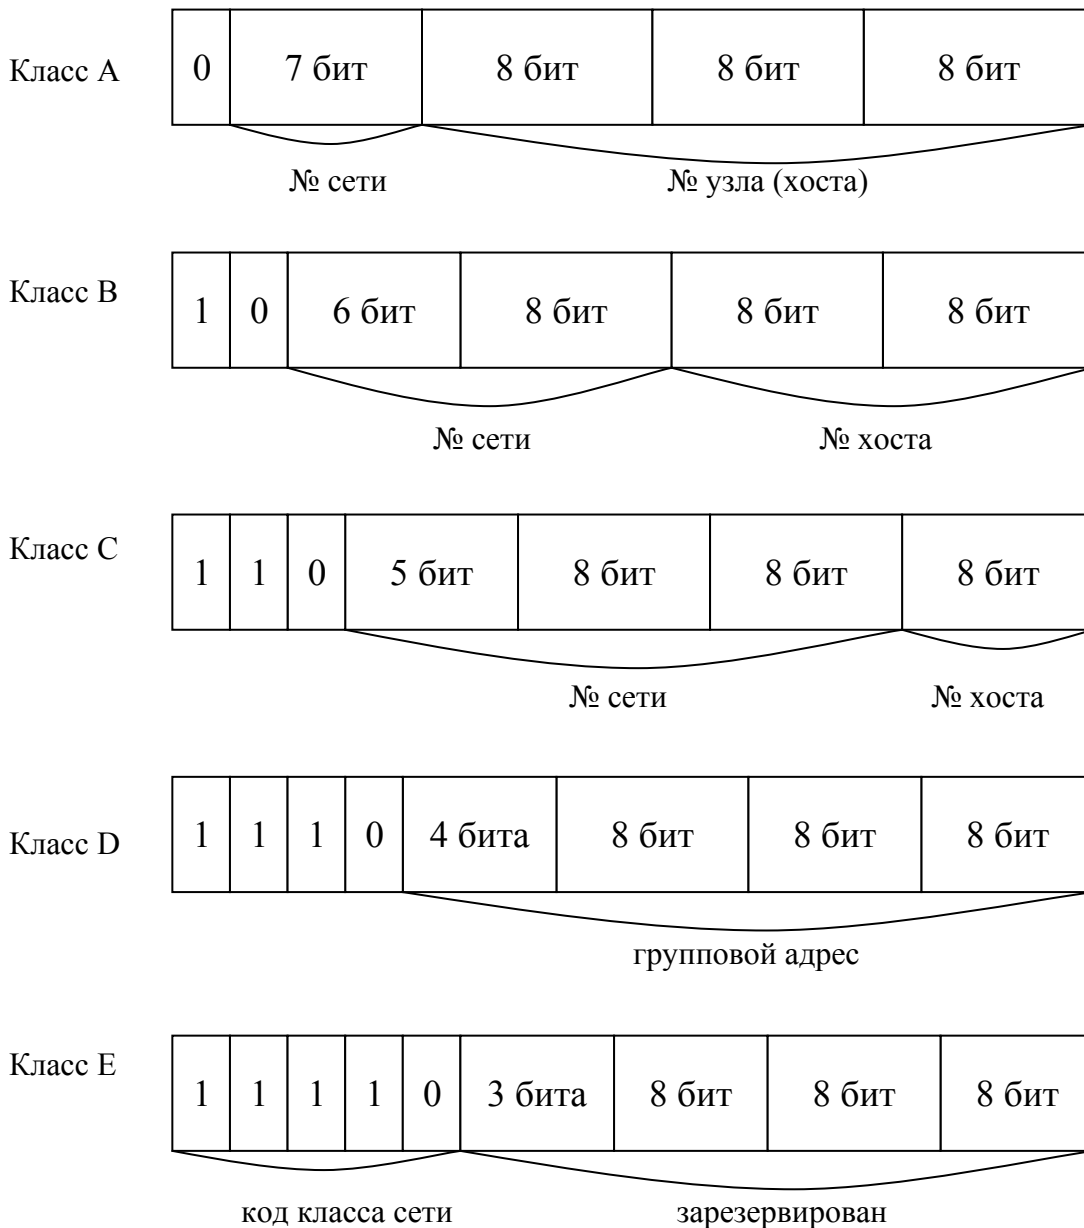 Класс A 0 7 бит 8 бит 8 бит 8 бит
№ сети № узла (хоста)
Класс B 1 0 6 бит 8 бит 8 бит 8 бит
№ сети № хоста
Класс C 1 1 0 5 бит 8 бит 8 бит 8 бит
№ сети № хоста
Класс D 1 1 1 0 4 бита 8 бит 8 бит 8 бит
групповой адрес
Класс E 1 1 1 1 0 3 бита 8 бит 8 бит 8 бит
код класса сети зарезервирован